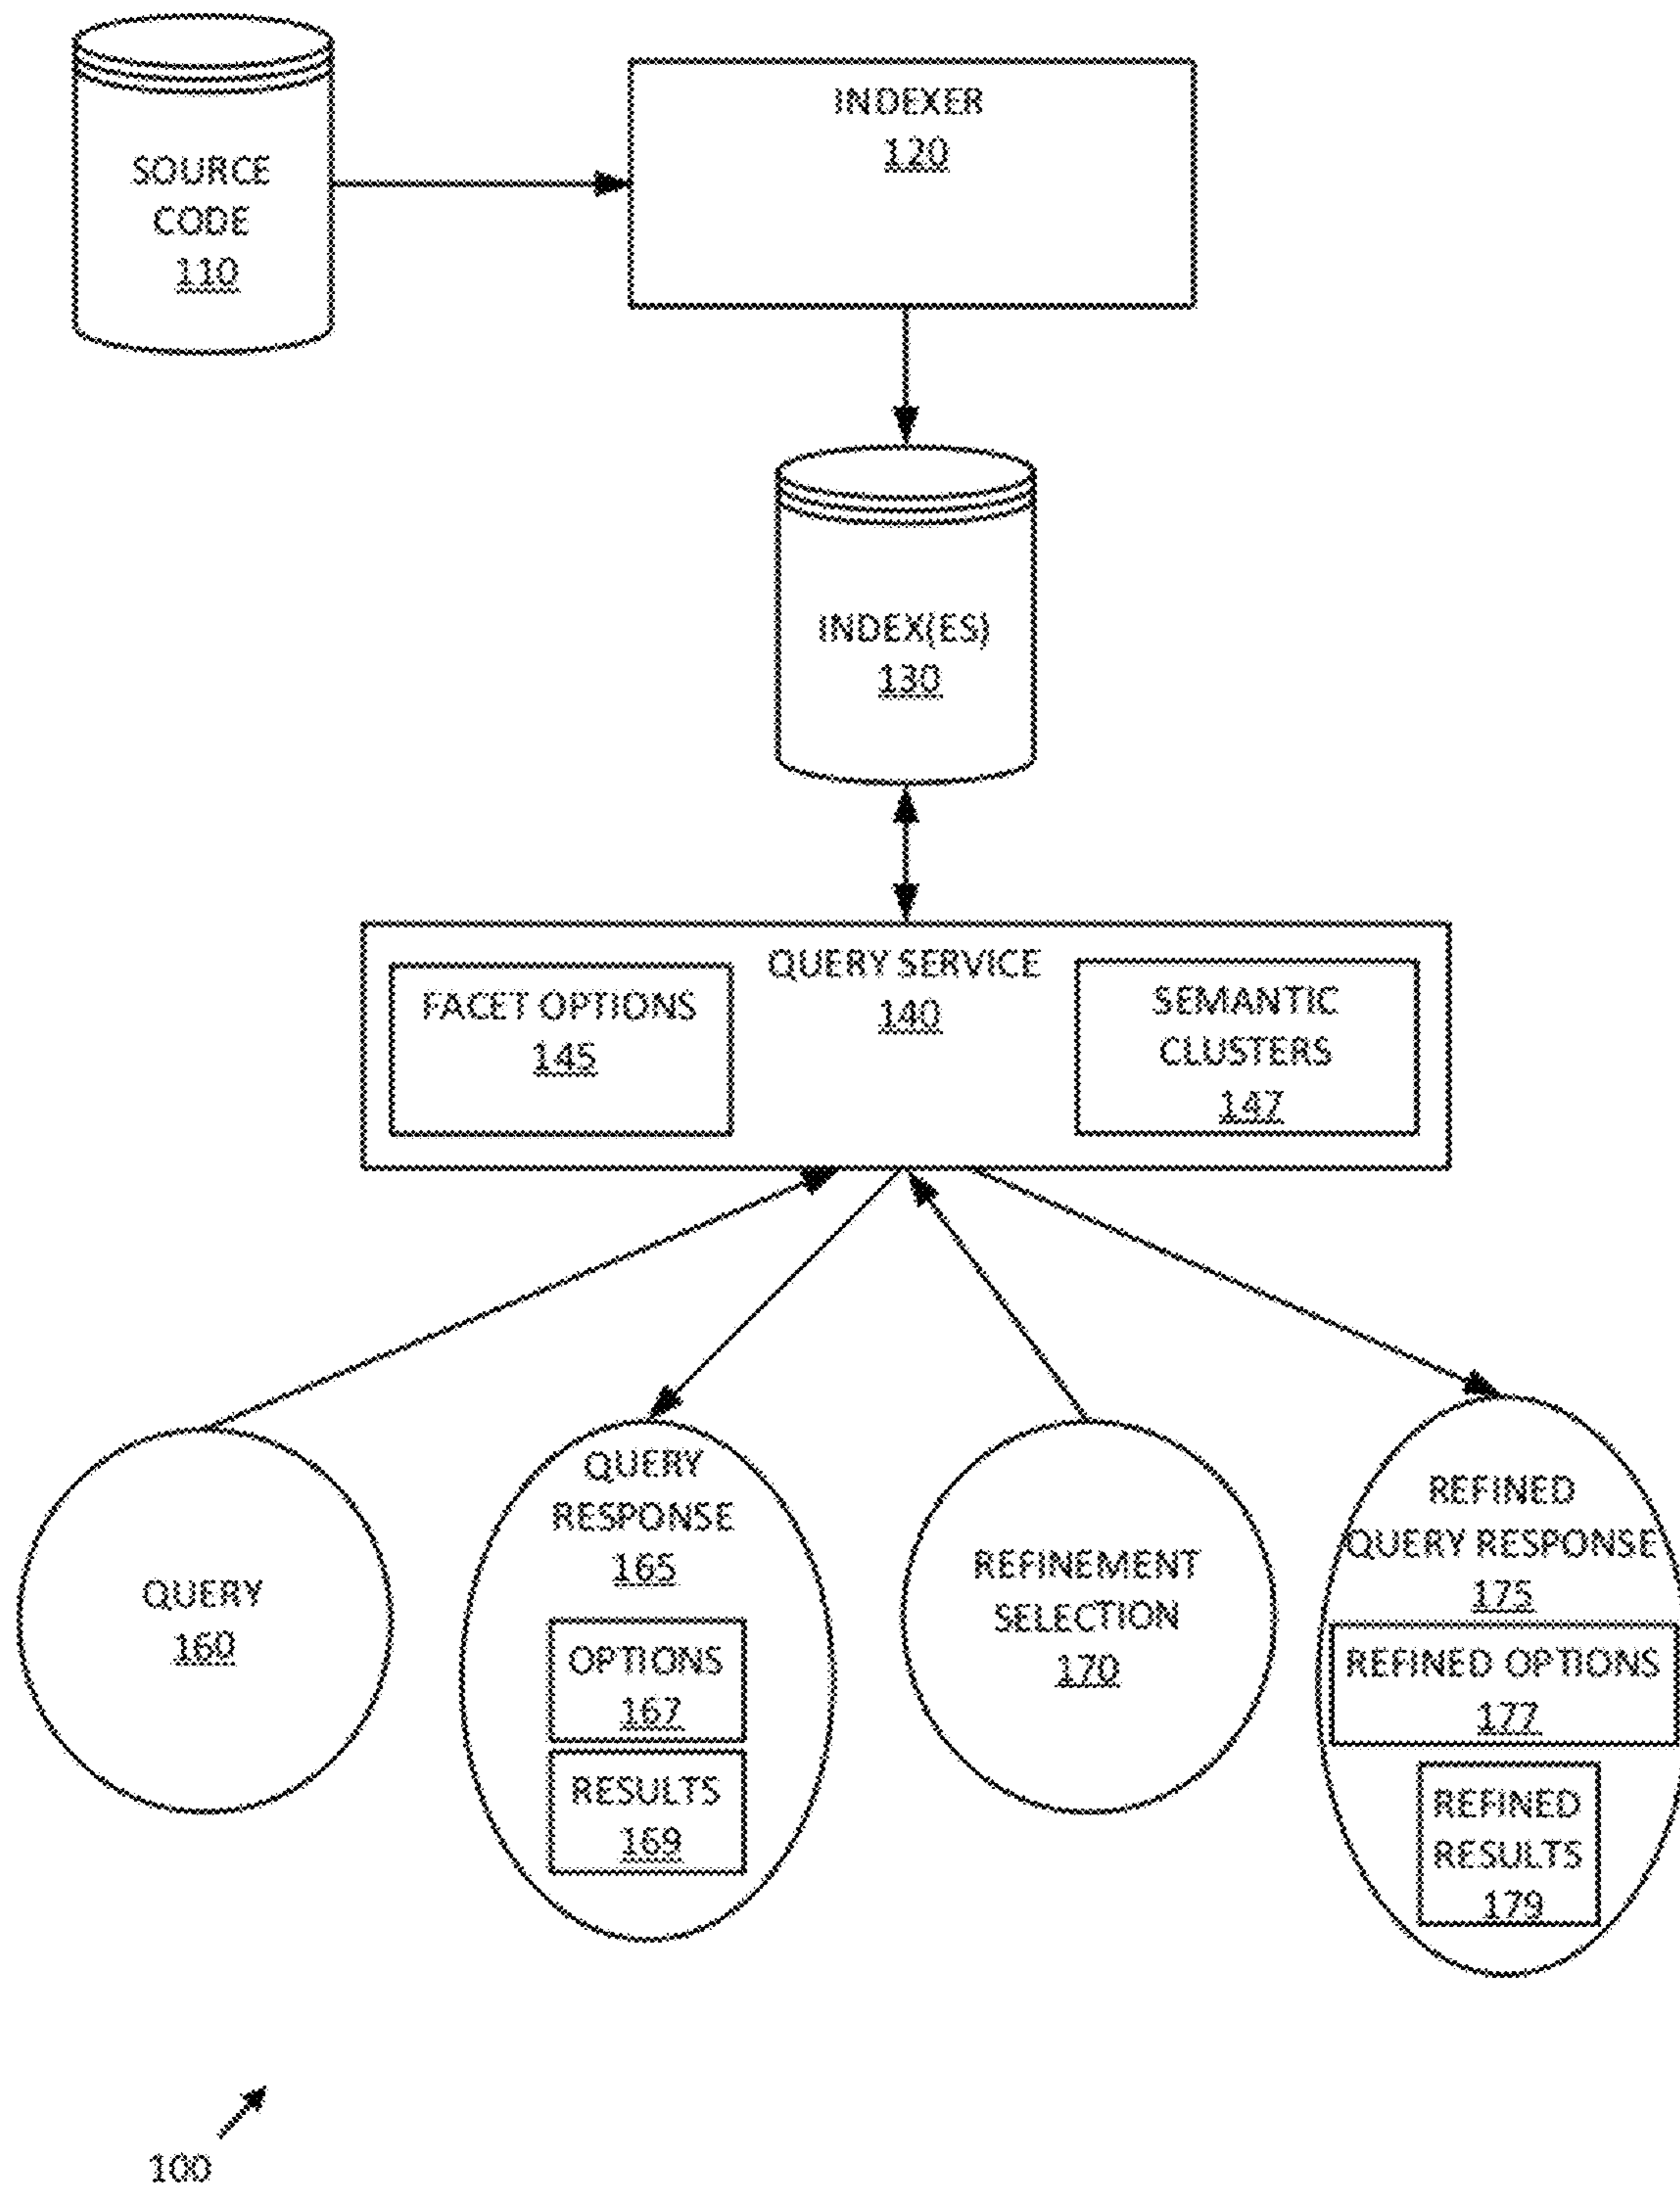 SOURCE
CODE
110
INDEXER
120
INDEX(ES)
130
QUERY SERVICE
140
FACET OPTIONS
145
SEMANTIC
CLUSTERS
147
QUERY
160
QUERY
RESPONSE
165
OPTIONS
167
RESULTS
169
REFINEMENT
SELECTION
170
REFINED
QUERY RESPONSE
175
REFINED OPTIONS
177
REFINED
RESULTS
179
100